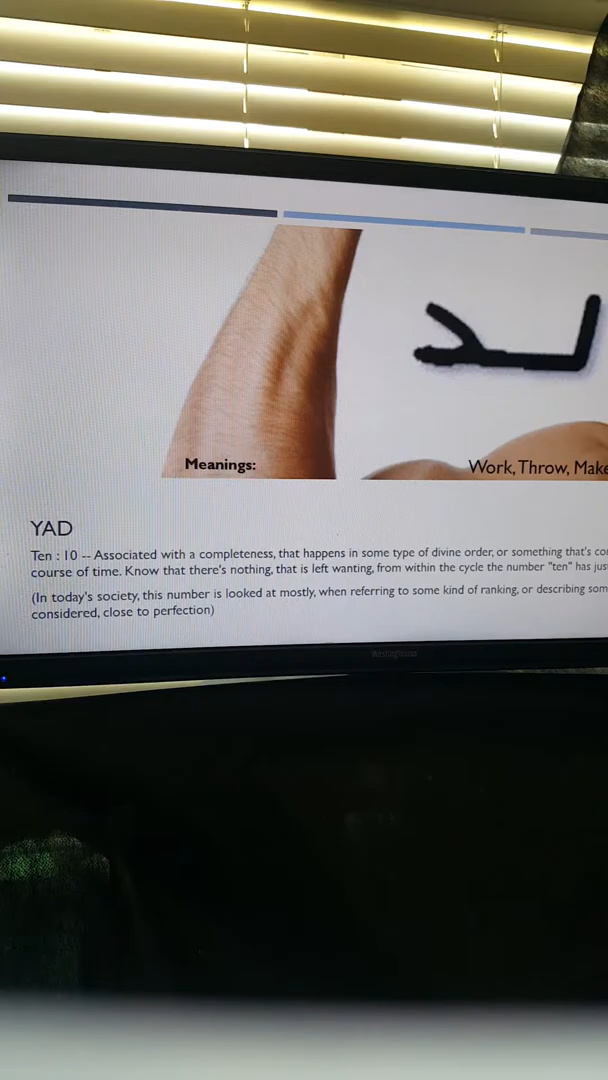 Meanings:
Work, Throw, Make
YAD
Ten : 10 -- Associated with a completeness, that happens in some type of divine order, or something that's
course of time. Know that there's nothing, that is left wanting, from within the cycle the number "ten" has
(In today's society, this number is looked at mostly, when referring to some kind of ranking, or describing
considered, close to perfection)
Westinghouse